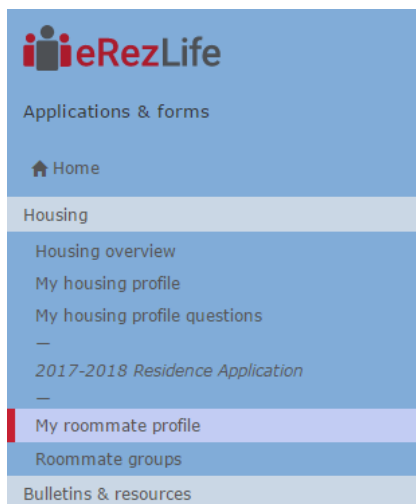 eRezLife
Applications & forms
Home
Housing
Housing overview
My housing profile
My housing profile questions
—
2017-2018 Residence Application
—
My roommate profile
Roommate groups
Bulletins & resources